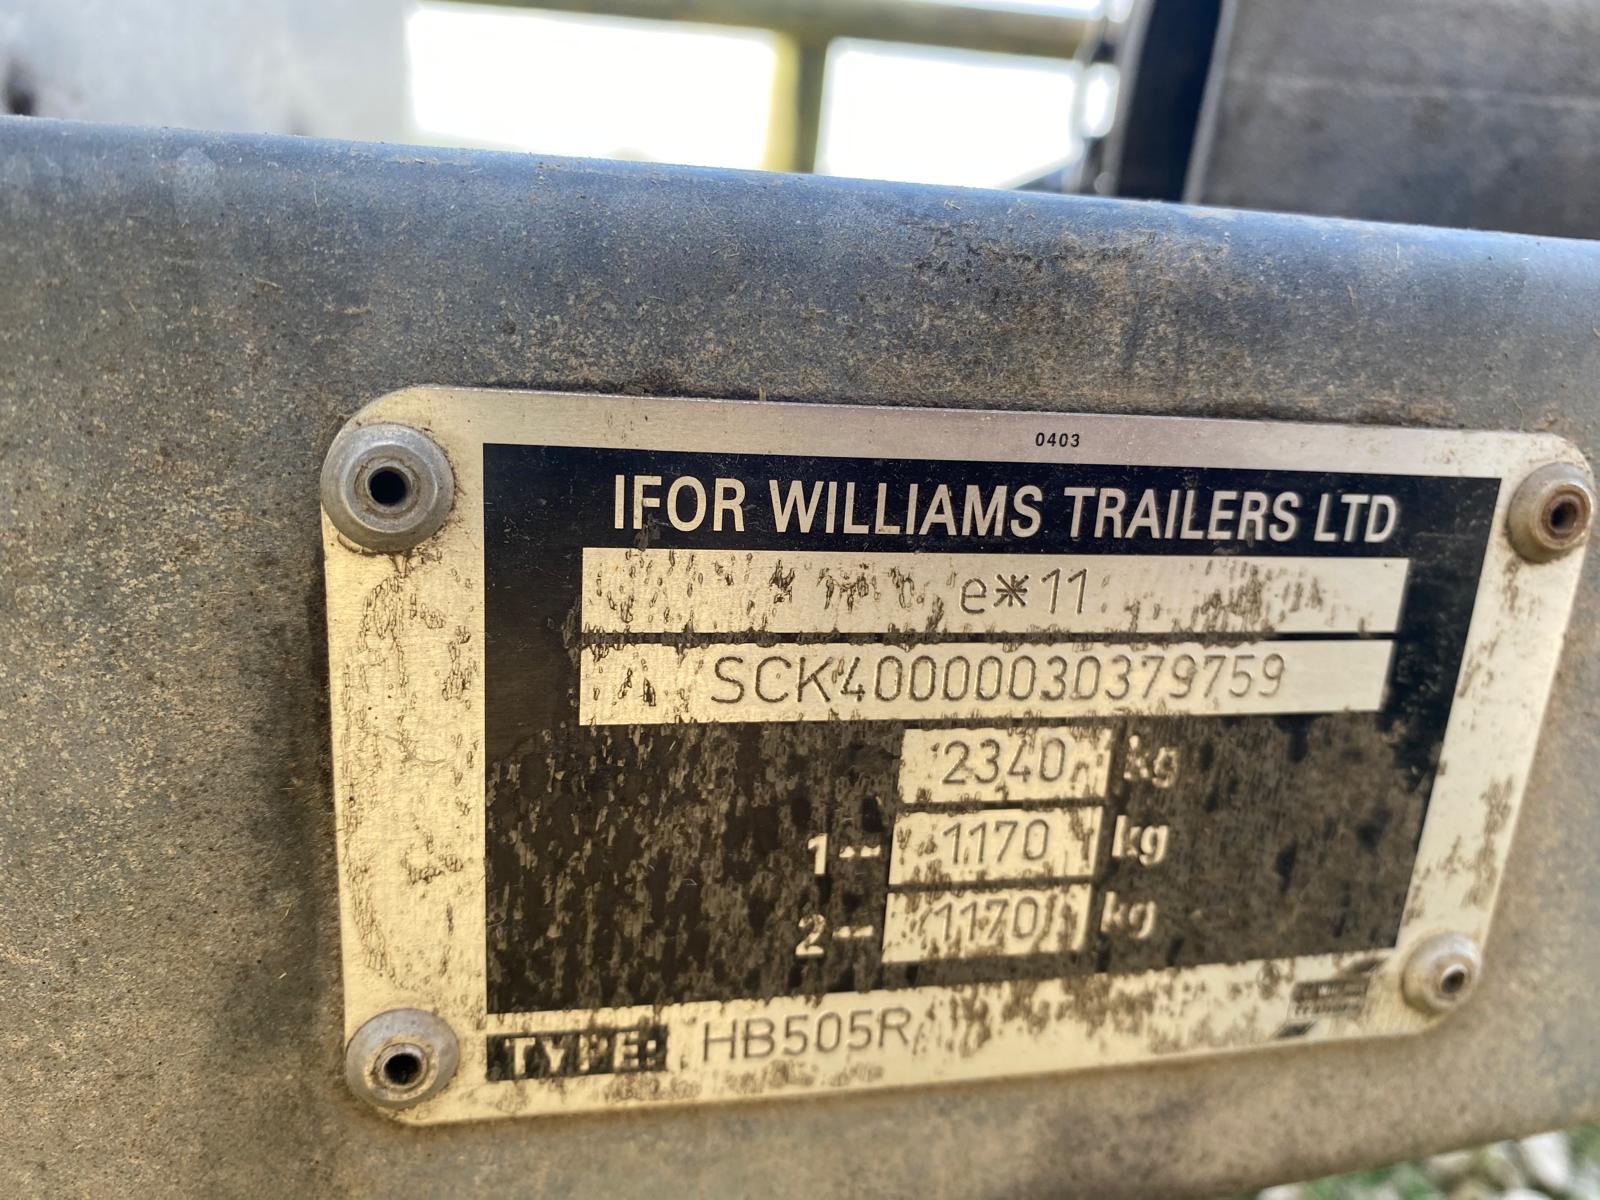 0403
IFOR WILLIAMS TRAILERS LTD
e*11
A SCK40000030379759
2340 kg
1-- 1170 kg
2-- 1170 kg
TYPE: HB505R